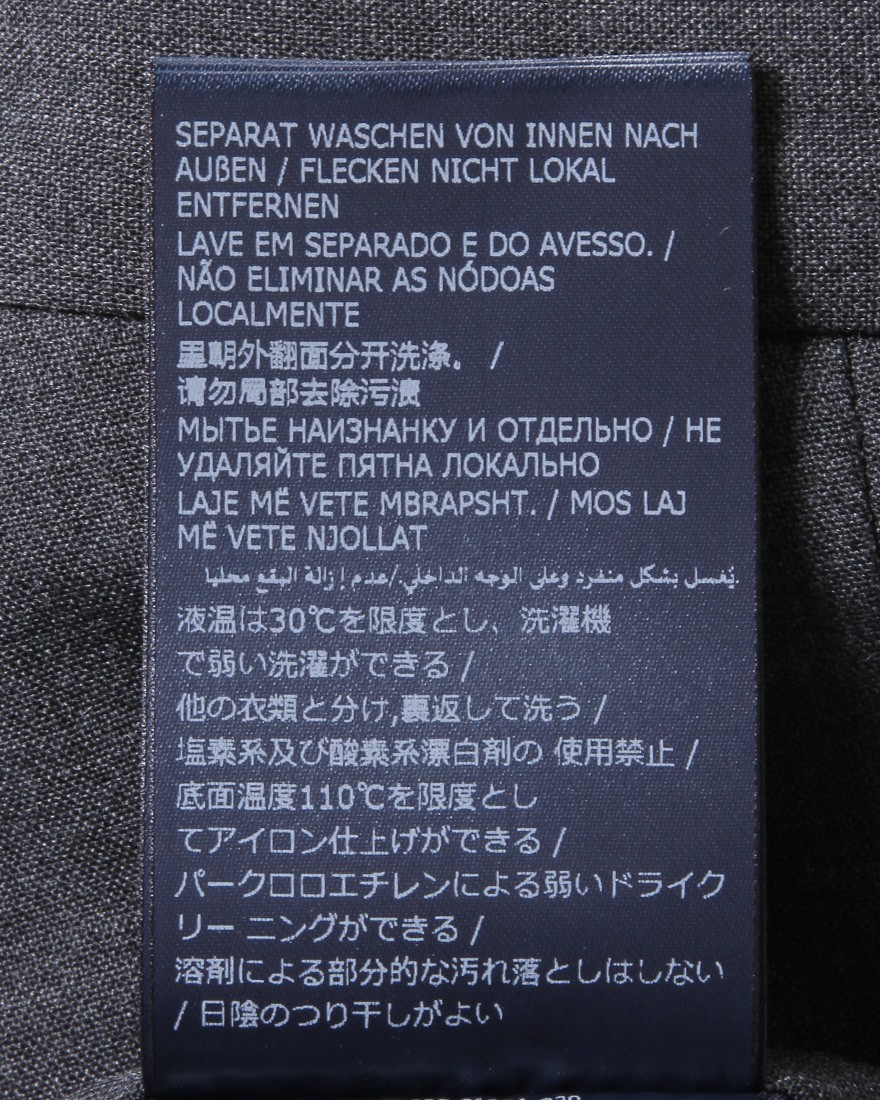 SEPARAT WASCHEN VON INNEN NACH
AUßEN / FLECKEN NICHT LOKAL
ENTFERNEN
LAVE EM SEPARADO E DO AVESSO. /
NÃO ELIMINAR AS NÓDOAS
LOCALMENTE
里朝外翻面分开洗涤。 /
请勿局部去除污渍
МЫТЬЕ НАИЗНАНКУ И ОТДЕЛЬНО / НЕ
УДАЛЯЙТЕ ПЯТНА ЛОКАЛЬНО
LAJE MË VETE MBRAPSHT. / MOS LAJ
MË VETE NJOLLAT
يُغسل بشكل منفرد وعلى الوجه الداخلي./عدم إزالة البقع محليا.
液温は30℃を限度とし、洗濯機
で弱い洗濯ができる /
他の衣類と分け,裏返して洗う /
塩素系及び酸素系漂白剤の 使用禁止 /
底面温度110℃を限度とし
てアイロン仕上げができる /
パークロロエチレンによる弱いドライク
リー ニングができる /
溶剤による部分的な汚れ落としはしない
/ 日陰のつり干しがよい